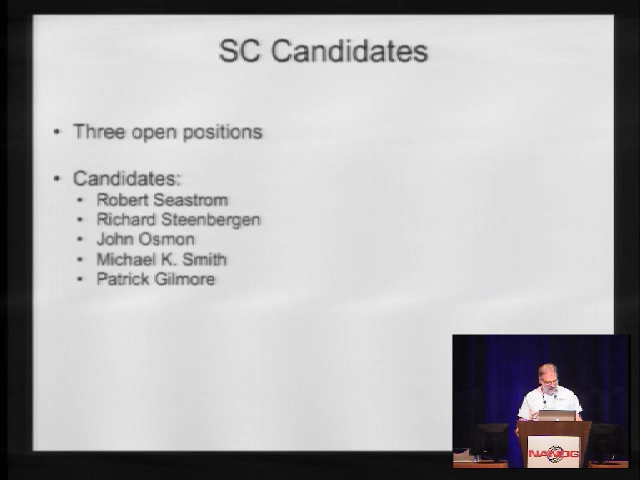 SC Candidates
• Three open positions
• Candidates:
• Robert Seastrom
• Richard Steenbergen
• John Osmon
• Michael K. Smith
• Patrick Gilmore
NANOG